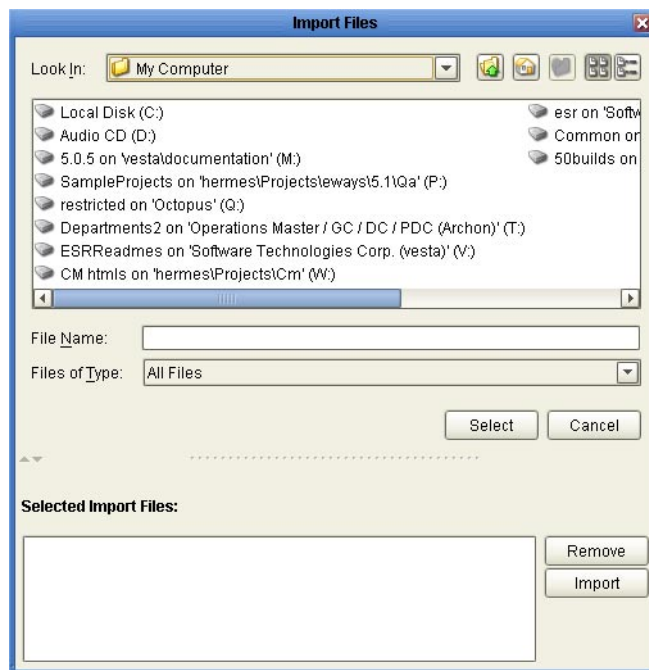 Import Files
Look In: My Computer
Local Disk (C:)
Audio CD (D:)
5.0.5 on 'vesta\documentation' (M:)
SampleProjects on 'hermes\Projects\eways\5.1\Qa' (P:)
restricted on 'Octopus' (Q:)
Departments2 on 'Operations Master / GC / DC / PDC (Archon)' (T:)
ESRReadmes on 'Software Technologies Corp. (vesta)' (V:)
CM htmls on 'hermes\Projects\Cm' (W:)
esr on 'Softw
Common on
50builds on
File Name:
Files of Type: All Files
Select Cancel
Selected Import Files:
Remove
Import